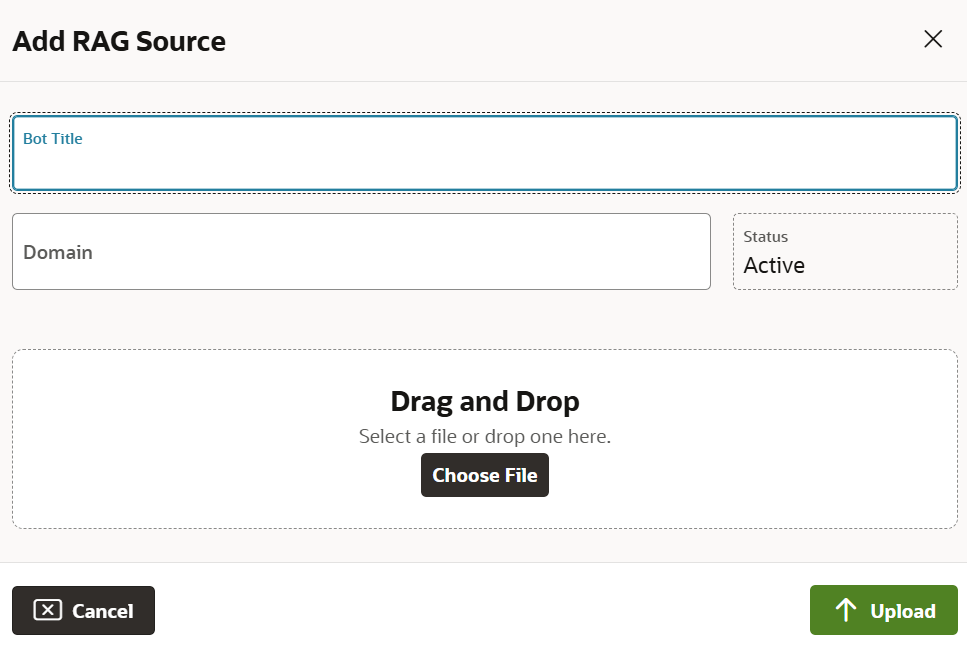 Add RAG Source
Bot Title
Domain
Status
Active
Drag and Drop
Select a file or drop one here.
Choose File
Cancel
Upload